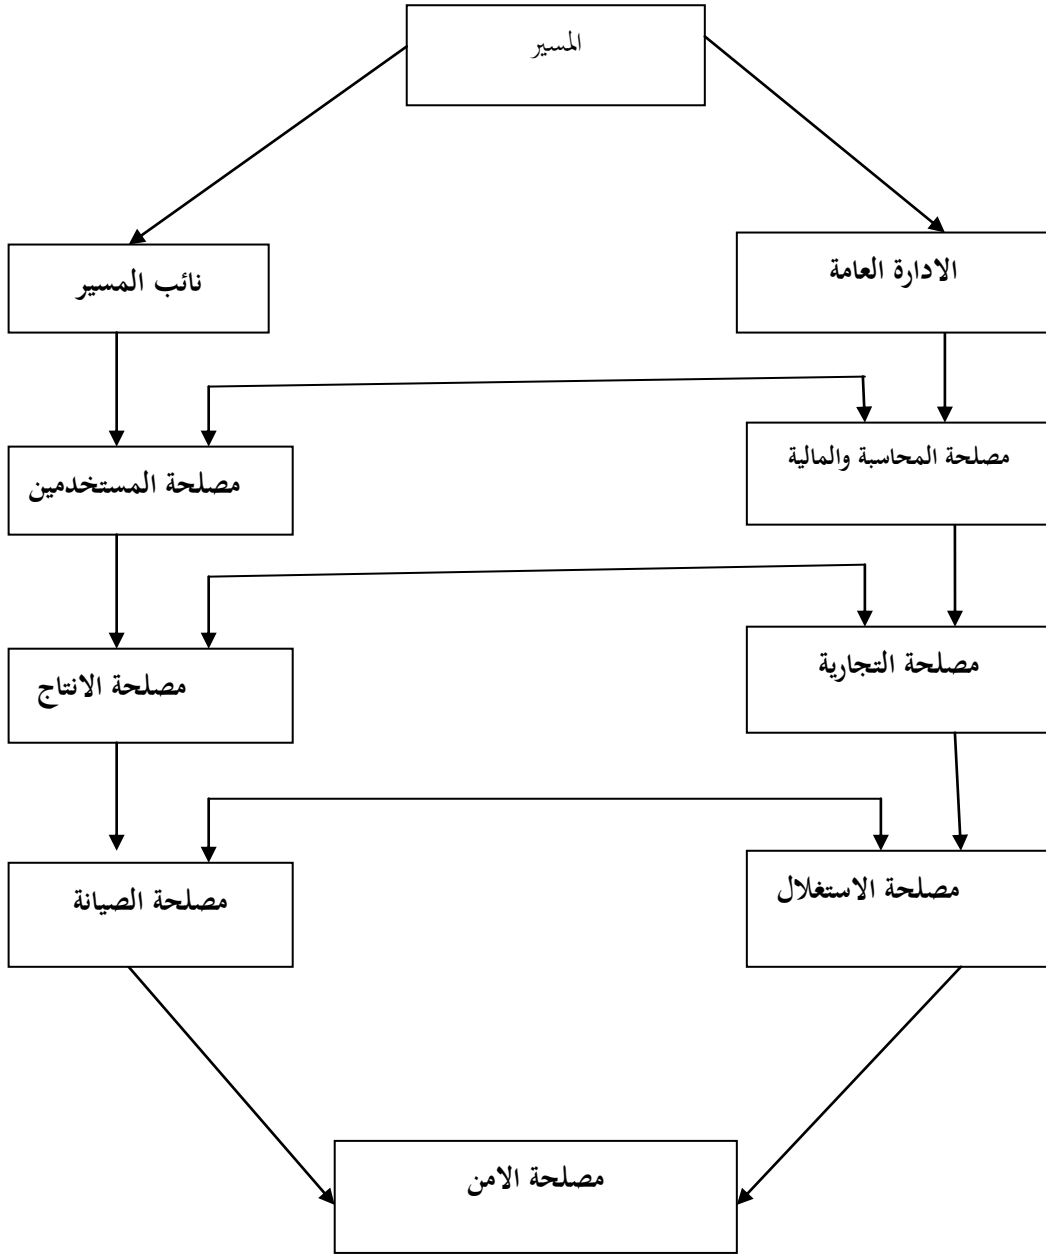 المسير
الادارة العامة
نائب المسير
مصلحة المحاسبة والمالية
مصلحة المستخدمين
مصلحة التجارية
مصلحة الانتاج
مصلحة الاستغلال
مصلحة الصيانة
مصلحة الامن